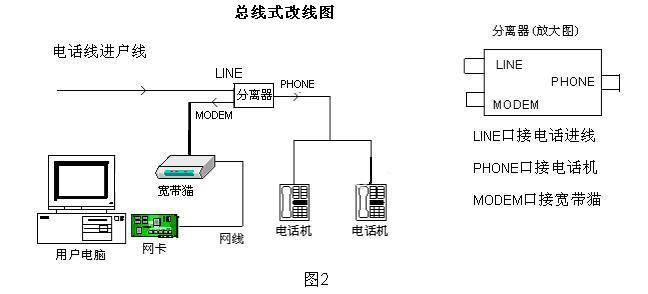 总线式改线图
电话线进户线
LINE
分离器
PHONE
MODEM
宽带猫
用户电脑
网卡
网线
电话机
电话机
分离器(放大图)
LINE
PHONE
MODEM
LINE口接电话进线
PHONE口接电话机
MODEM口接宽带猫
图2